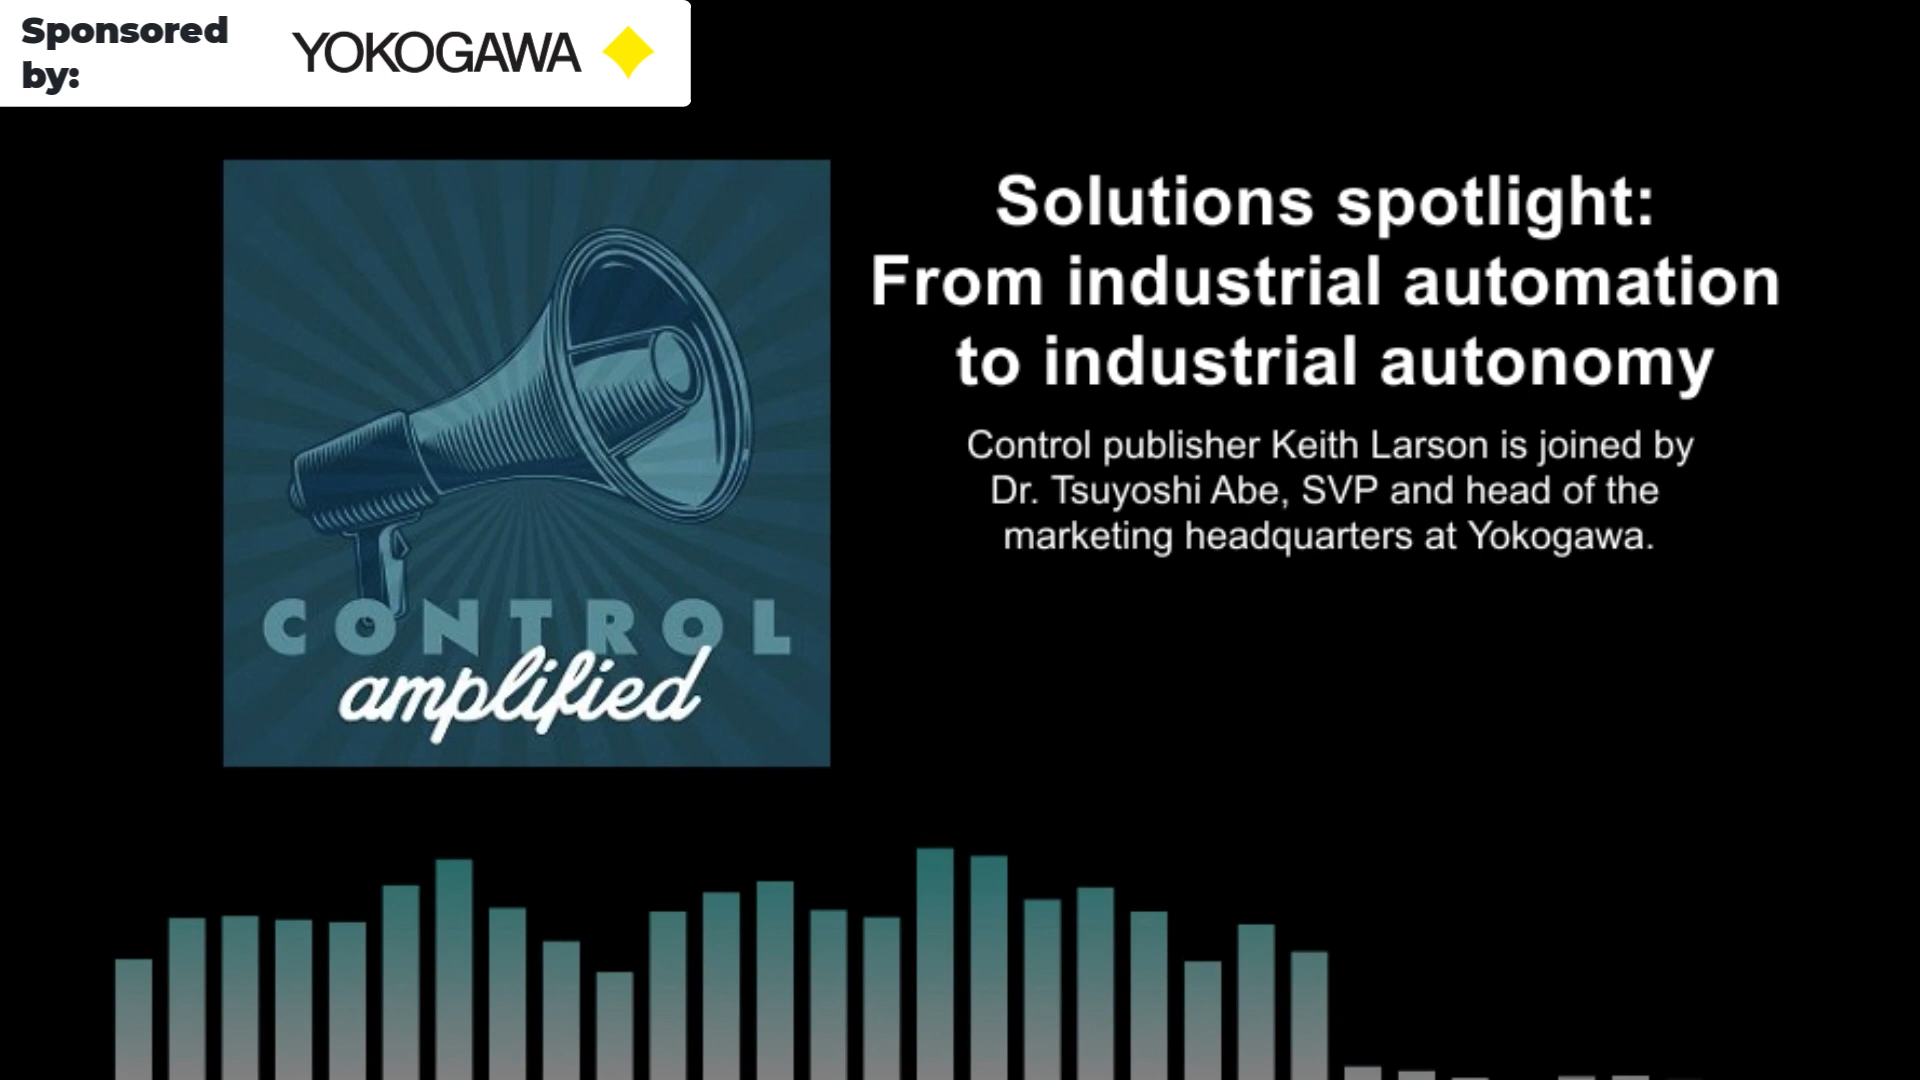 Sponsored
by:
YOKOGAWA
Solutions spotlight:
From industrial automation
to industrial autonomy
Control publisher Keith Larson is joined by
Dr. Tsuyoshi Abe, SVP and head of the
marketing headquarters at Yokogawa.
CONTROL
amplified